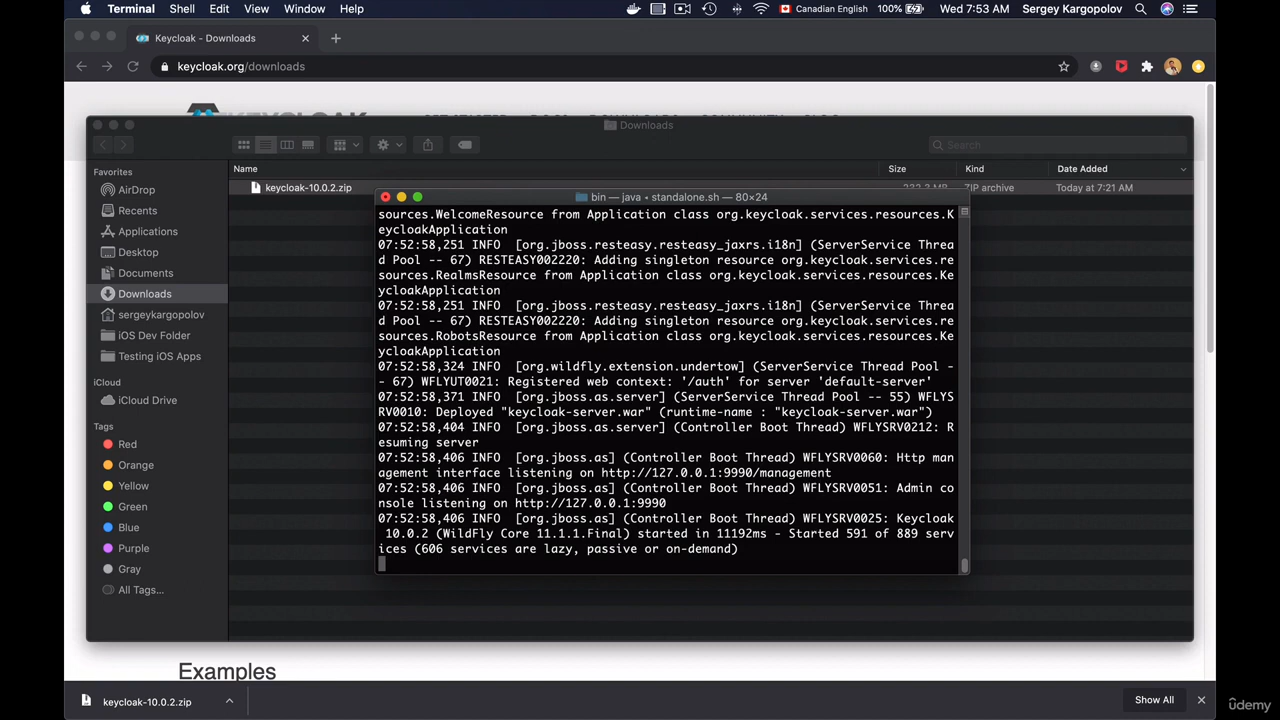 Terminal Shell Edit View Window Help Canadian English 100% Wed 7:53 AM Sergey Kargopolov
Keycloak - Downloads
keycloak.org/downloads
Downloads
Search
Favorites
AirDrop
Recents
Applications
Desktop
Documents
Downloads
sergeykargopolov
iOS Dev Folder
Testing iOS Apps
iCloud
iCloud Drive
Tags
Red
Orange
Yellow
Green
Blue
Purple
Gray
All Tags...
Name Size Kind Date Added
keycloak-10.0.2.zip ZIP archive Today at 7:21 AM
bin — java • standalone.sh — 80×24
sources.WelcomeResource from Application class org.keycloak.services.resources.K
eycloakApplication
07:52:58,251 INFO [org.jboss.resteasy.resteasy_jaxrs.i18n] (ServerService Threa
d Pool -- 67) RESTEASY002220: Adding singleton resource org.keycloak.services.re
sources.RealmsResource from Application class org.keycloak.services.resources.Ke
ycloakApplication
07:52:58,251 INFO [org.jboss.resteasy.resteasy_jaxrs.i18n] (ServerService Threa
d Pool -- 67) RESTEASY002220: Adding singleton resource org.keycloak.services.re
sources.RobotsResource from Application class org.keycloak.services.resources.Ke
ycloakApplication
07:52:58,324 INFO [org.wildfly.extension.undertow] (ServerService Thread Pool -
- 67) WFLYUT0021: Registered web context: '/auth' for server 'default-server'
07:52:58,371 INFO [org.jboss.as.server] (ServerService Thread Pool -- 55) WFLYS
RV0010: Deployed "keycloak-server.war" (runtime-name : "keycloak-server.war")
07:52:58,404 INFO [org.jboss.as.server] (Controller Boot Thread) WFLYSRV0212: R
esuming server
07:52:58,406 INFO [org.jboss.as] (Controller Boot Thread) WFLYSRV0060: Http man
agement interface listening on http://127.0.0.1:9990/management
07:52:58,406 INFO [org.jboss.as] (Controller Boot Thread) WFLYSRV0051: Admin co
nsole listening on http://127.0.0.1:9990
07:52:58,406 INFO [org.jboss.as] (Controller Boot Thread) WFLYSRV0025: Keycloak
10.0.2 (WildFly Core 11.1.1.Final) started in 11192ms - Started 591 of 889 serv
ices (606 services are lazy, passive or on-demand)
Examples
keycloak-10.0.2.zip
Show All
ûdemy